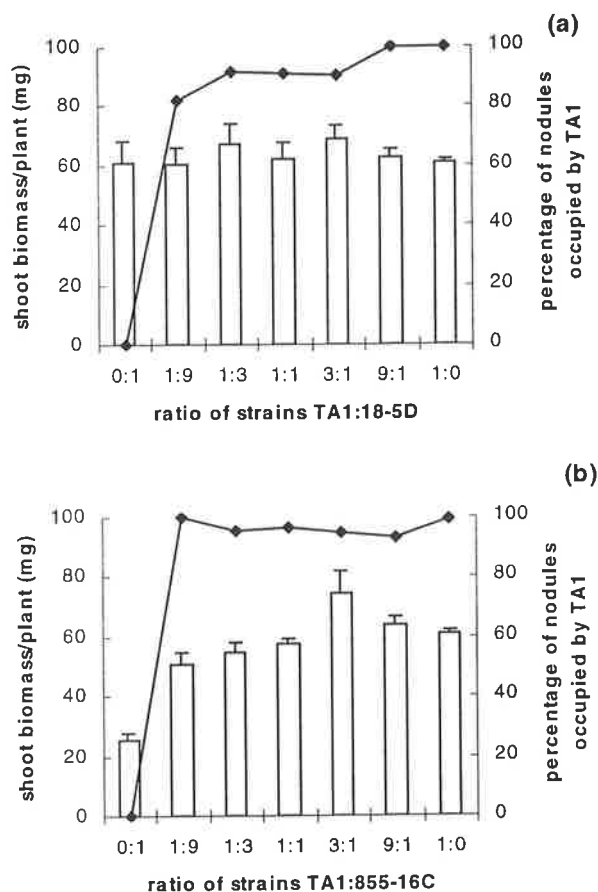 (a)
shoot biomass/plant (mg)
100
80
60
40
20
0
100
80
60
40
20
0
percentage of nodules
occupied by TA1
0:1 1:9 1:3 1:1 3:1 9:1 1:0
ratio of strains TA1:18-5D
(b)
shoot biomass/plant (mg)
100
80
60
40
20
0
100
80
60
40
20
0
percentage of nodules
occupied by TA1
0:1 1:9 1:3 1:1 3:1 9:1 1:0
ratio of strains TA1:855-16C